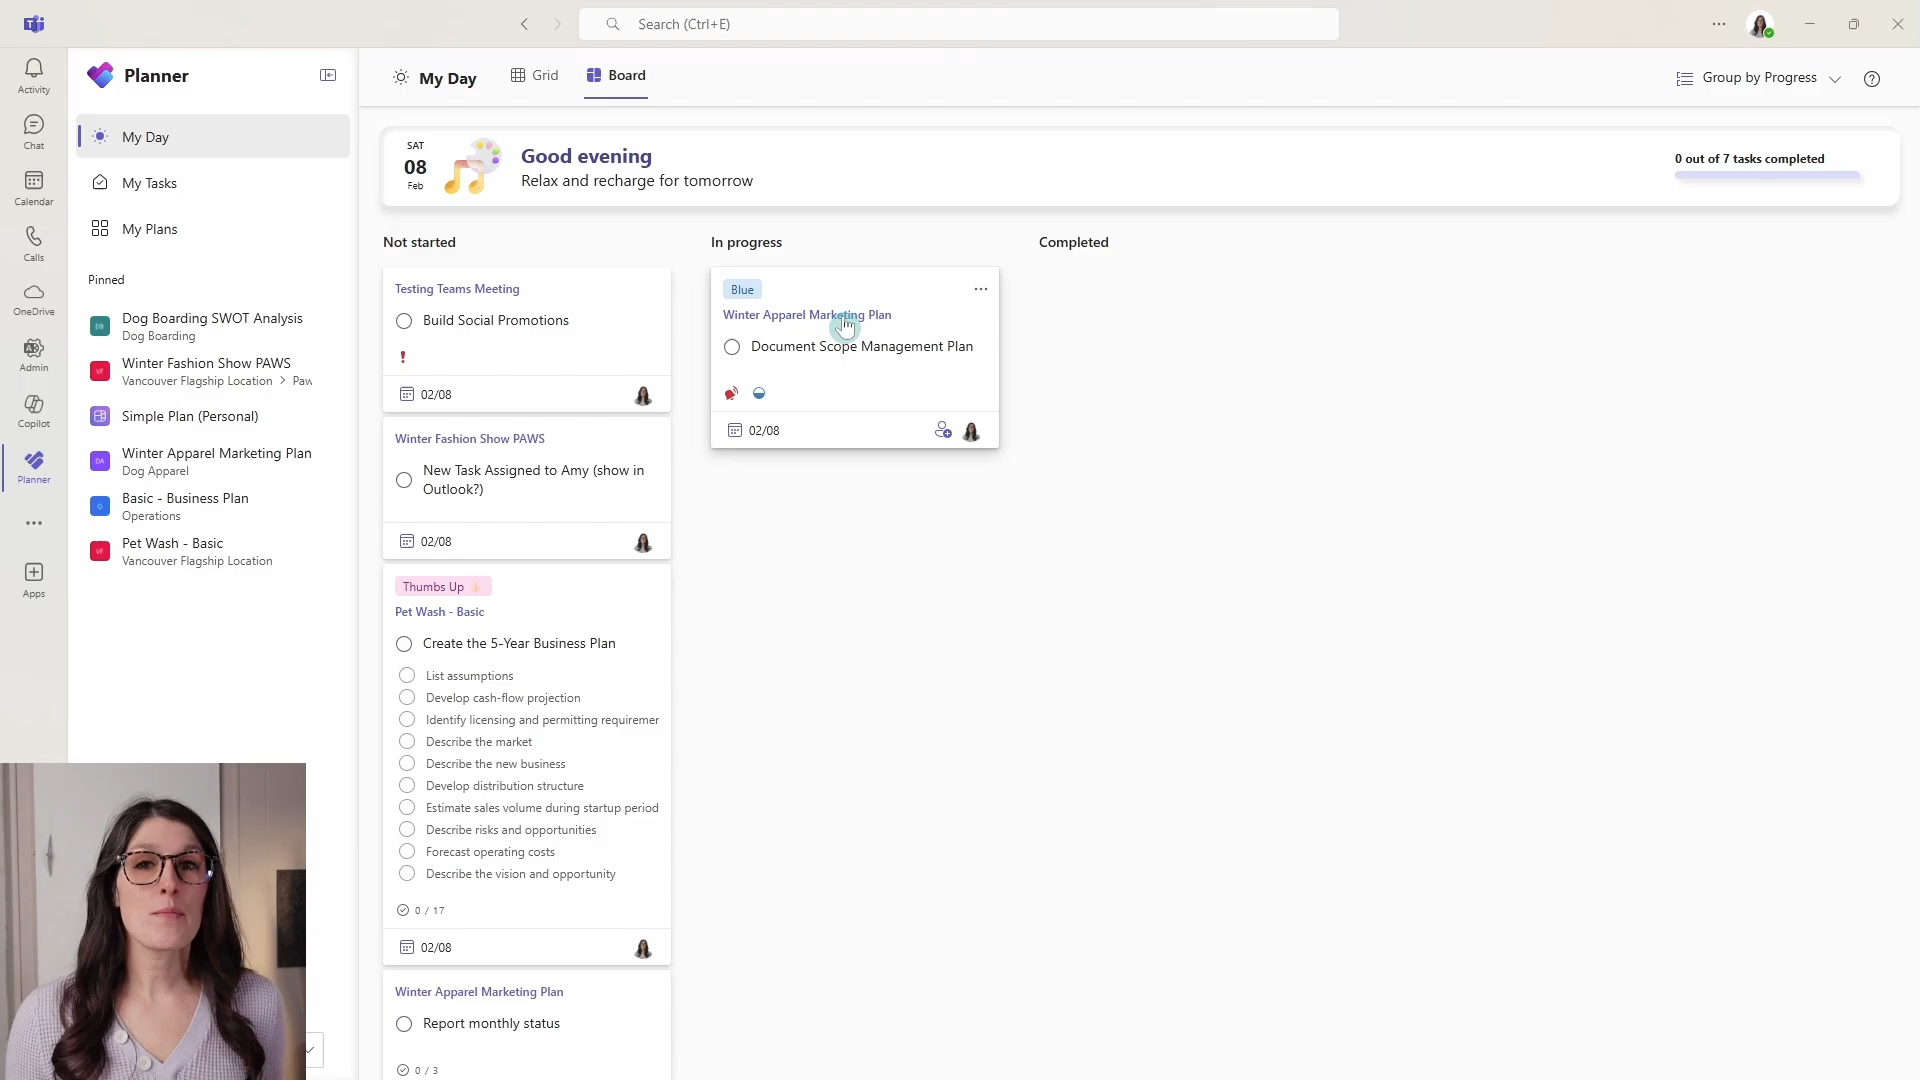 Search (Ctrl+E)
Activity
Chat
Calendar
Calls
OneDrive
Admin
Copilot
Planner
Apps
Planner
My Day
My Tasks
My Plans
Pinned
Dog Boarding SWOT Analysis
Dog Boarding
Winter Fashion Show PAWS
Vancouver Flagship Location > Paw
Simple Plan (Personal)
Winter Apparel Marketing Plan
Dog Apparel
Basic - Business Plan
Operations
Pet Wash - Basic
Vancouver Flagship Location
My Day
Grid
Board
Group by Progress
SAT
08
Feb
Good evening
Relax and recharge for tomorrow
0 out of 7 tasks completed
Not started
Testing Teams Meeting
Build Social Promotions
02/08
Winter Fashion Show PAWS
New Task Assigned to Amy (show in
Outlook?)
02/08
Thumbs Up 👍🏻
Pet Wash - Basic
Create the 5-Year Business Plan
List assumptions
Develop cash-flow projection
Identify licensing and permitting requiremer
Describe the market
Describe the new business
Develop distribution structure
Estimate sales volume during startup period
Describe risks and opportunities
Forecast operating costs
Describe the vision and opportunity
0 / 17
02/08
Winter Apparel Marketing Plan
Report monthly status
0 / 3
In progress
Blue
Winter Apparel Marketing Plan
Document Scope Management Plan
02/08
Completed